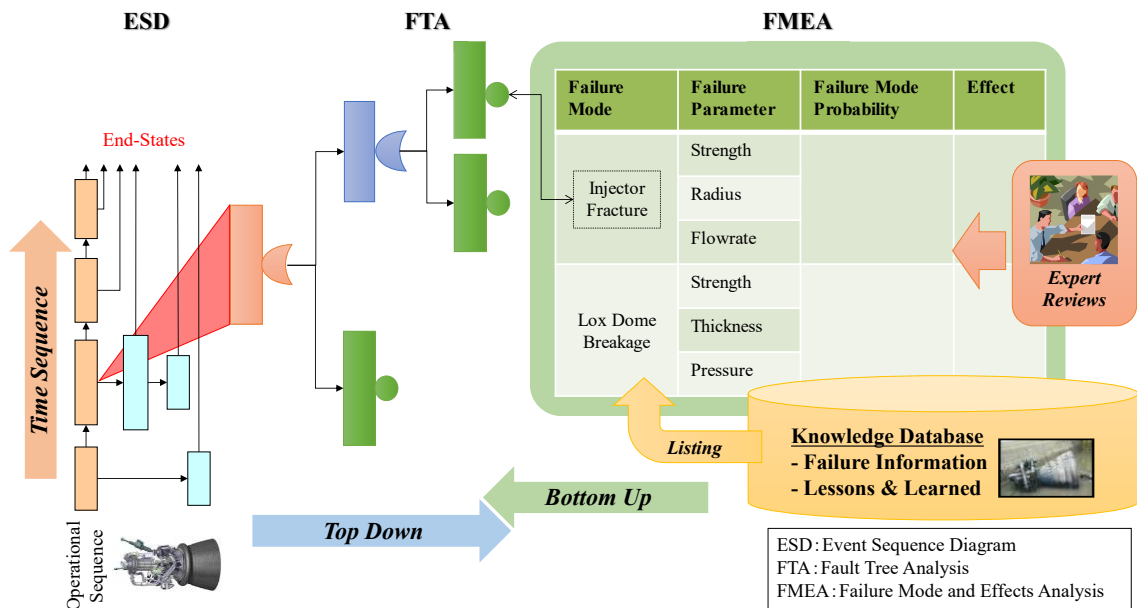 ESD
FTA
FMEA
End-States
Time Sequence
Operational
Sequence
Failure
Mode
Failure
Parameter
Failure Mode
Probability
Effect
Injector
Fracture
Strength
Radius
Flowrate
Lox Dome
Breakage
Strength
Thickness
Pressure
Expert
Reviews
Listing
Knowledge Database
- Failure Information
- Lessons & Learned
Bottom Up
Top Down
ESD:Event Sequence Diagram
FTA:Fault Tree Analysis
FMEA:Failure Mode and Effects Analysis